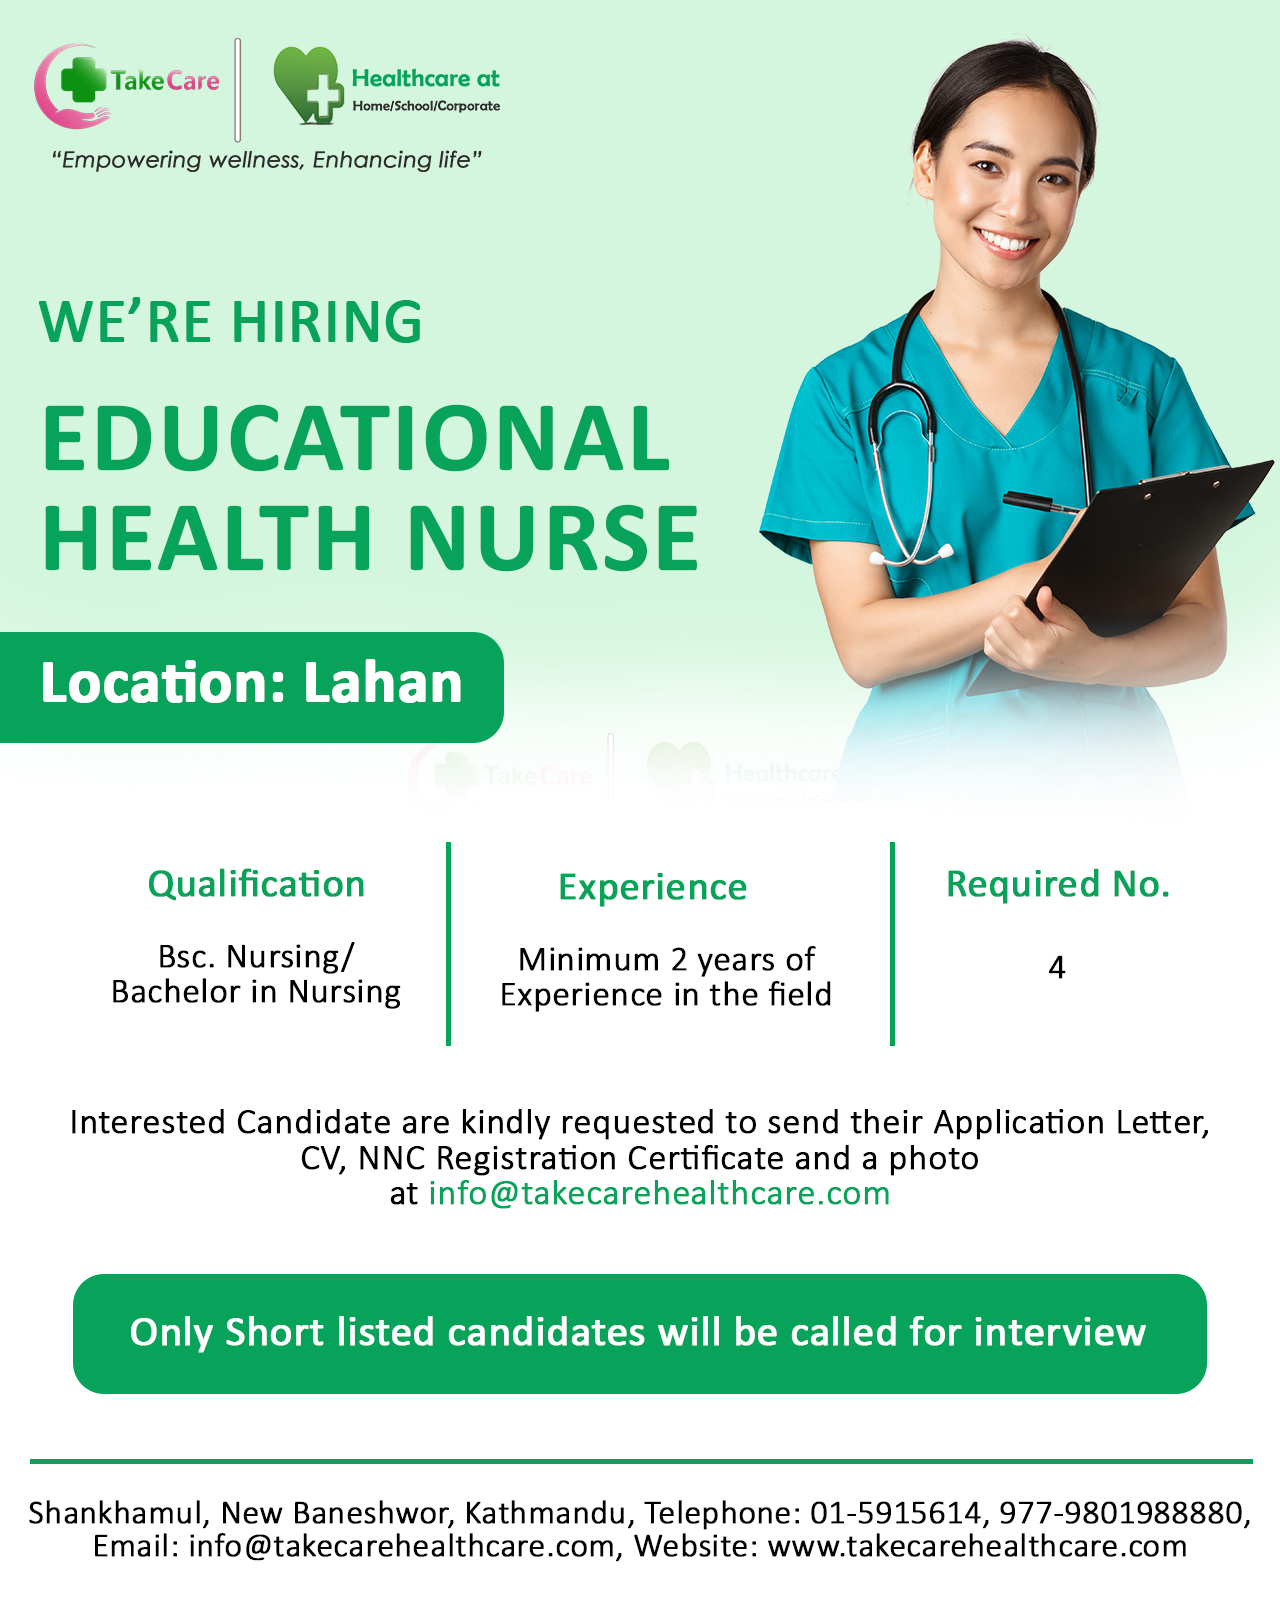 TakeCare
Healthcare at
Home/School/Corporate
“Empowering wellness, Enhancing life”
WE’RE HIRING
EDUCATIONAL
HEALTH NURSE
Location: Lahan
TakeCare
Healthcare
Qualification
Bsc. Nursing/
Bachelor in Nursing
Experience
Minimum 2 years of
Experience in the field
Required No.
4
Interested Candidate are kindly requested to send their Application Letter,
CV, NNC Registration Certificate and a photo
at info@takecarehealthcare.com
Only Short listed candidates will be called for interview
Shankhamul, New Baneshwor, Kathmandu, Telephone: 01-5915614, 977-9801988880,
Email: info@takecarehealthcare.com, Website: www.takecarehealthcare.com